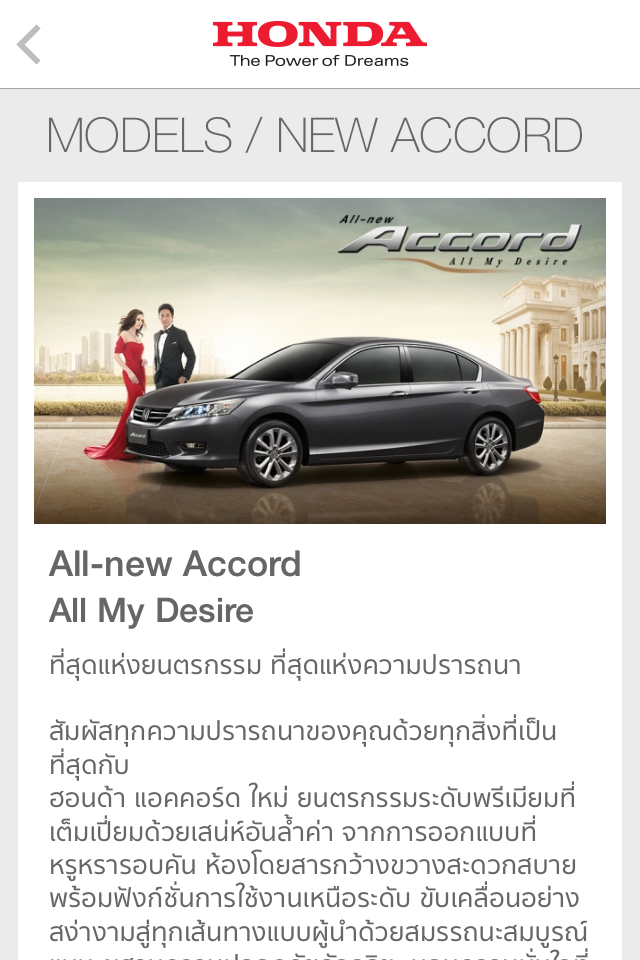 HONDA
The Power of Dreams
MODELS / NEW ACCORD
All-new
Accord
All My Desire
Accord
All-new Accord
All My Desire
ที่สุดแห่งยนตรกรรม ที่สุดแห่งความปรารถนา
สัมผัสทุกความปรารถนาของคุณด้วยทุกสิ่งที่เป็น
ที่สุดกับ
ฮอนด้า แอคคอร์ด ใหม่ ยนตรกรรมระดับพรีเมียมที่
เต็มเปี่ยมด้วยเสน่ห์อันล้ำค่า จากการออกแบบที่
หรูหรารอบคัน ห้องโดยสารกว้างขวางสะดวกสบาย
พร้อมฟังก์ชั่นการใช้งานเหนือระดับ ขับเคลื่อนอย่าง
สง่างามสู่ทุกเส้นทางแบบผู้นำด้วยสมรรถนะสมบูรณ์